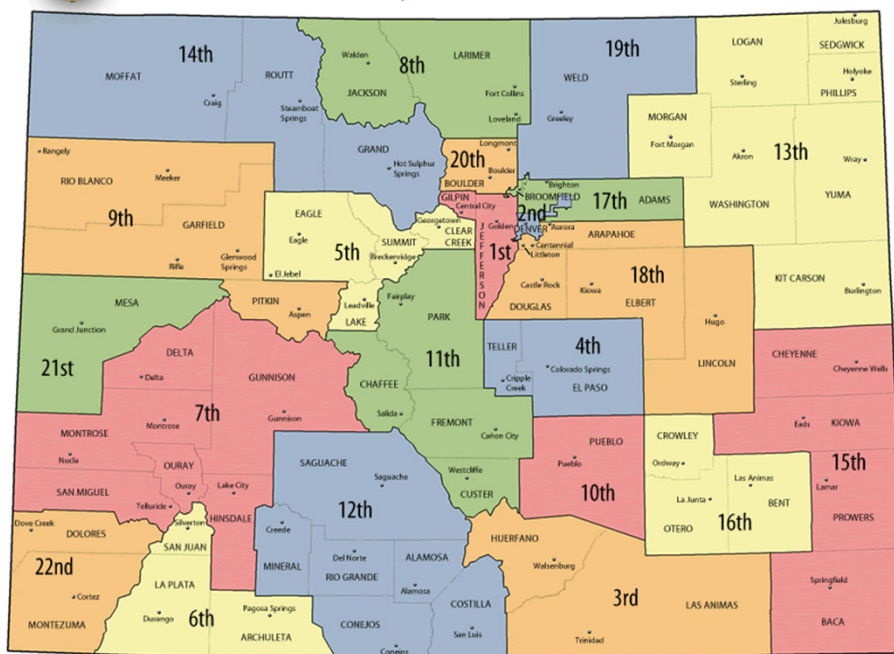 14th
MOFFAT
ROUTT
Craig
Steamboat
Springs
Walden
8th
LARIMER
JACKSON
Fort Collins
Loveland
19th
WELD
Greeley
Julesburg
LOGAN
SEDGWICK
Sterling
Holyoke
PHILLIPS
MORGAN
Fort Morgan
13th
Akron
Wray
WASHINGTON
YUMA
Rangely
Meeker
RIO BLANCO
9th
GARFIELD
Rifle
Glenwood
Springs
GRAND
Hot Sulphur
Springs
Longmont
20th
Boulder
BOULDER
GILPIN
Central City
Georgetown
CLEAR
CREEK
Golden
JEFFERSON
1st
Brighton
BROOMFIELD
17th
ADAMS
2nd
DENVER
Aurora
ARAPAHOE
Centennial
Littleton
18th
Castle Rock
Kiowa
ELBERT
DOUGLAS
Hugo
LINCOLN
KIT CARSON
Burlington
EAGLE
Eagle
5th
SUMMIT
Breckenridge
El Jebel
Leadville
LAKE
PITKIN
Aspen
MESA
Grand Junction
21st
Fairplay
PARK
11th
CHAFFEE
Salida
FREMONT
Cañon City
Westcliffe
CUSTER
TELLER
4th
Colorado Springs
Cripple
Creek
EL PASO
CHEYENNE
Cheyenne Wells
Eads
KIOWA
15th
Lamar
PROWERS
Springfield
BACA
DELTA
Delta
GUNNISON
7th
Gunnison
MONTROSE
Montrose
Nucla
OURAY
Ouray
SAN MIGUEL
Telluride
Lake City
HINSDALE
SAGUACHE
Saguache
12th
Creede
MINERAL
Del Norte
RIO GRANDE
ALAMOSA
Alamosa
COSTILLA
San Luis
CONEJOS
Conejos
PUEBLO
Pueblo
10th
CROWLEY
Ordway
Las Animas
La Junta
BENT
OTERO
16th
HUERFANO
Walsenburg
3rd
LAS ANIMAS
Trinidad
Dove Creek
DOLORES
22nd
Cortez
MONTEZUMA
Silverton
SAN JUAN
LA PLATA
Durango
6th
Pagosa Springs
ARCHULETA